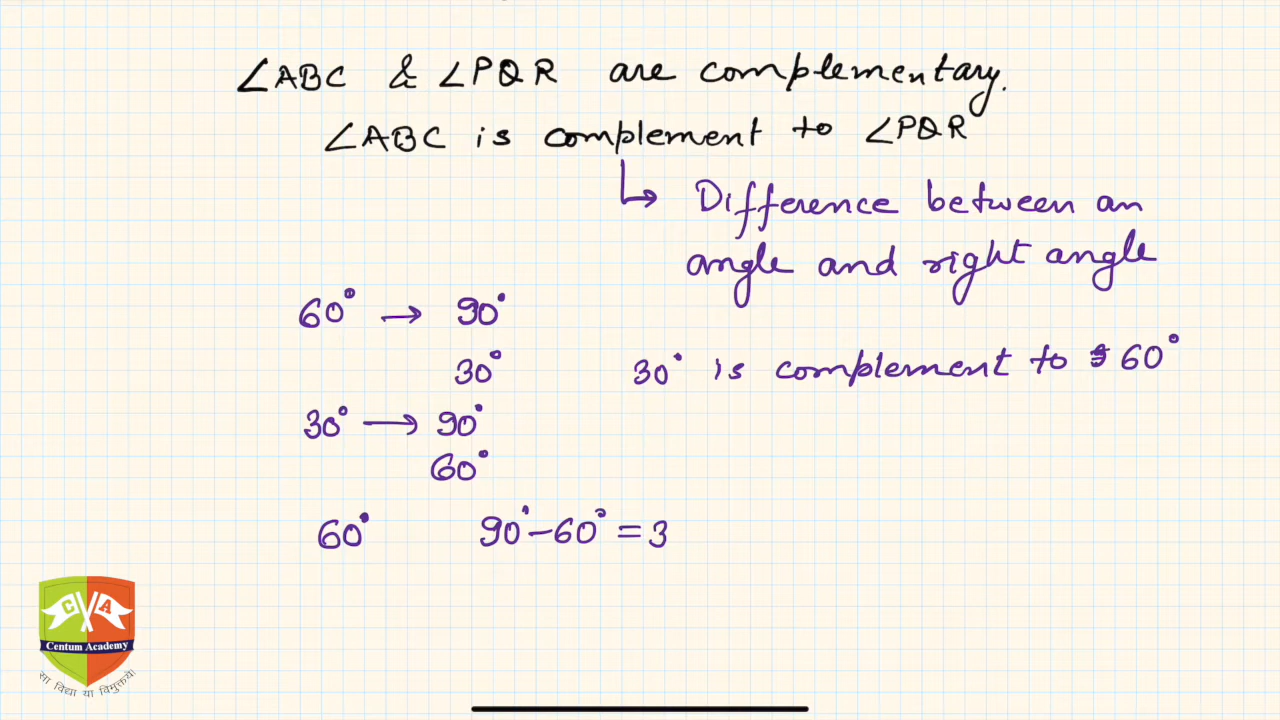 ∠ABC & ∠PQR are complementary.
∠ABC is complement to ∠PQR
↳ Difference between an
angle and right angle
60° → 90°
30° 30° is complement to 60°
30° → 90°
60°
60° 90° - 60° = 3
C A
Centum Academy
सा विद्या या विमुक्तये।